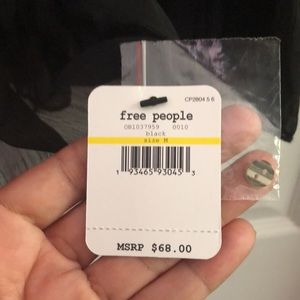 CP2804 5 6
free people
OB1037959 0010
black
size M
1 93465 93045 3
MSRP $68.00